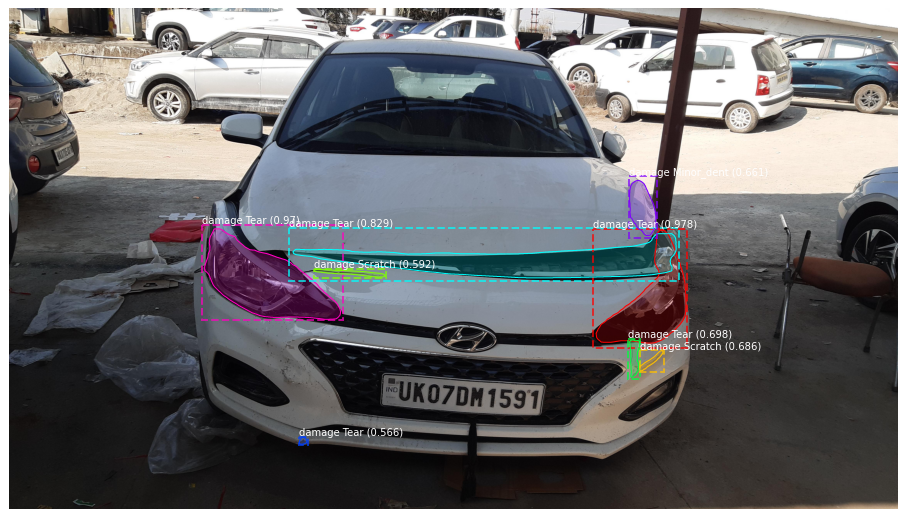 damage Minor_dent (0.661)
damage Tear (0.97)
damage Tear (0.829)
damage Tear (0.978)
damage Scratch (0.592)
damage Tear (0.698)
damage Scratch (0.686)
IND
UK07DM1591
damage Tear (0.566)